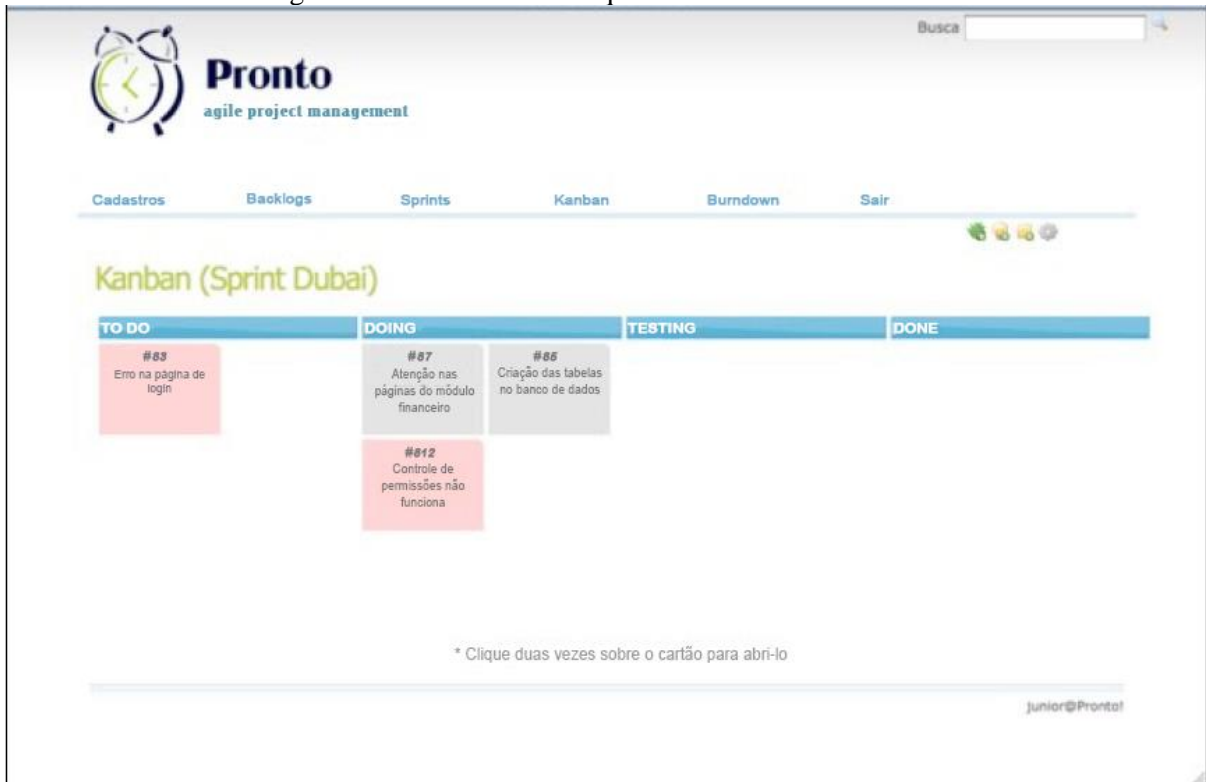 Busca
Pronto
agile project management
Cadastros Backlogs Sprints Kanban Burndown Sair
Kanban (Sprint Dubai)
TO DO DOING TESTING DONE
#83
Erro na página de
login
#87
Atenção nas
páginas do módulo
financeiro
#86
Criação das tabelas
no banco de dados
#812
Controle de
permissões não
funciona
* Clique duas vezes sobre o cartão para abri-lo
junior@Pronto!